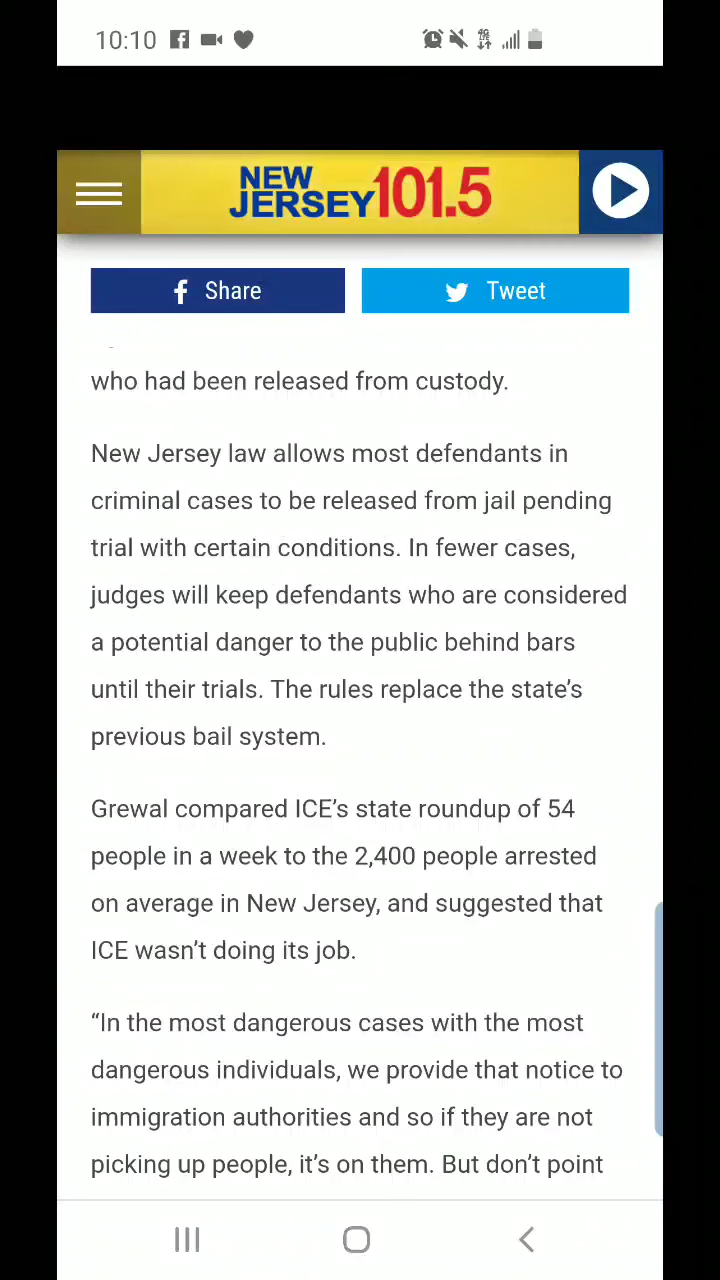 10:10
NEW
JERSEY 101.5
Share
Tweet
who had been released from custody.
New Jersey law allows most defendants in
criminal cases to be released from jail pending
trial with certain conditions. In fewer cases,
judges will keep defendants who are considered
a potential danger to the public behind bars
until their trials. The rules replace the state’s
previous bail system.
Grewal compared ICE’s state roundup of 54
people in a week to the 2,400 people arrested
on average in New Jersey, and suggested that
ICE wasn’t doing its job.
“In the most dangerous cases with the most
dangerous individuals, we provide that notice to
immigration authorities and so if they are not
picking up people, it’s on them. But don’t point